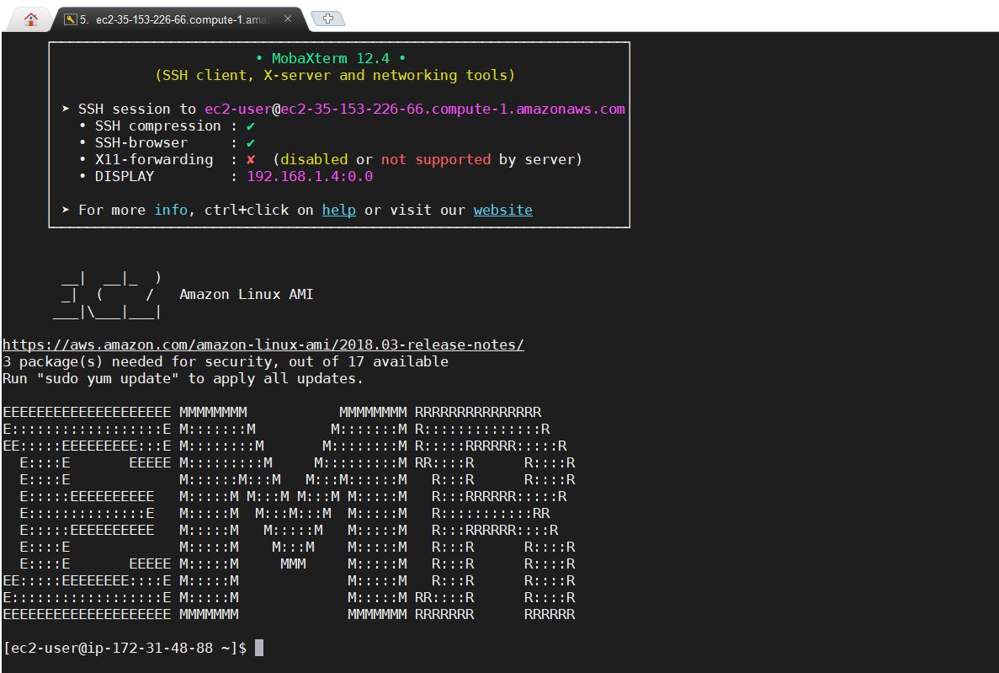 5. ec2-35-153-226-66.compute-1.ama
• MobaXterm 12.4 •
(SSH client, X-server and networking tools)
➤ SSH session to ec2-user@ec2-35-153-226-66.compute-1.amazonaws.com
• SSH compression : ✔
• SSH-browser     : ✔
• X11-forwarding  : ✘  (disabled or not supported by server)
• DISPLAY         : 192.168.1.4:0.0
➤ For more info, ctrl+click on help or visit our website
       __|  __|_  )
       _|  (     /   Amazon Linux AMI
      ___|\___|___|
https://aws.amazon.com/amazon-linux-ami/2018.03-release-notes/
3 package(s) needed for security, out of 17 available
Run "sudo yum update" to apply all updates.
EEEEEEEEEEEEEEEEEEEE MMMMMMMM           MMMMMMMM RRRRRRRRRRRRRRR
E::::::::::::::::::E M:::::::M         M:::::::M R::::::::::::::R
EE:::::EEEEEEEEE:::E M::::::::M       M::::::::M R:::::RRRRRR:::::R
  E::::E       EEEEE M:::::::::M     M:::::::::M RR::::R      R::::R
  E::::E             M::::::M:::M   M:::M::::::M   R:::R      R::::R
  E:::::EEEEEEEEEE   M:::::M M:::M M:::M M:::::M   R:::RRRRRR:::::R
  E::::::::::::::E   M:::::M  M:::M:::M  M:::::M   R:::::::::::RR
  E:::::EEEEEEEEEE   M:::::M   M:::::M   M:::::M   R:::RRRRRR::::R
  E::::E             M:::::M    M:::M    M:::::M   R:::R      R::::R
  E::::E       EEEEE M:::::M     MMM     M:::::M   R:::R      R::::R
EE:::::EEEEEEEE::::E M:::::M             M:::::M   R:::R      R::::R
E::::::::::::::::::E M:::::M             M:::::M RR::::R      R::::R
EEEEEEEEEEEEEEEEEEEE MMMMMMM             MMMMMMM RRRRRRR      RRRRRR
[ec2-user@ip-172-31-48-88 ~]$